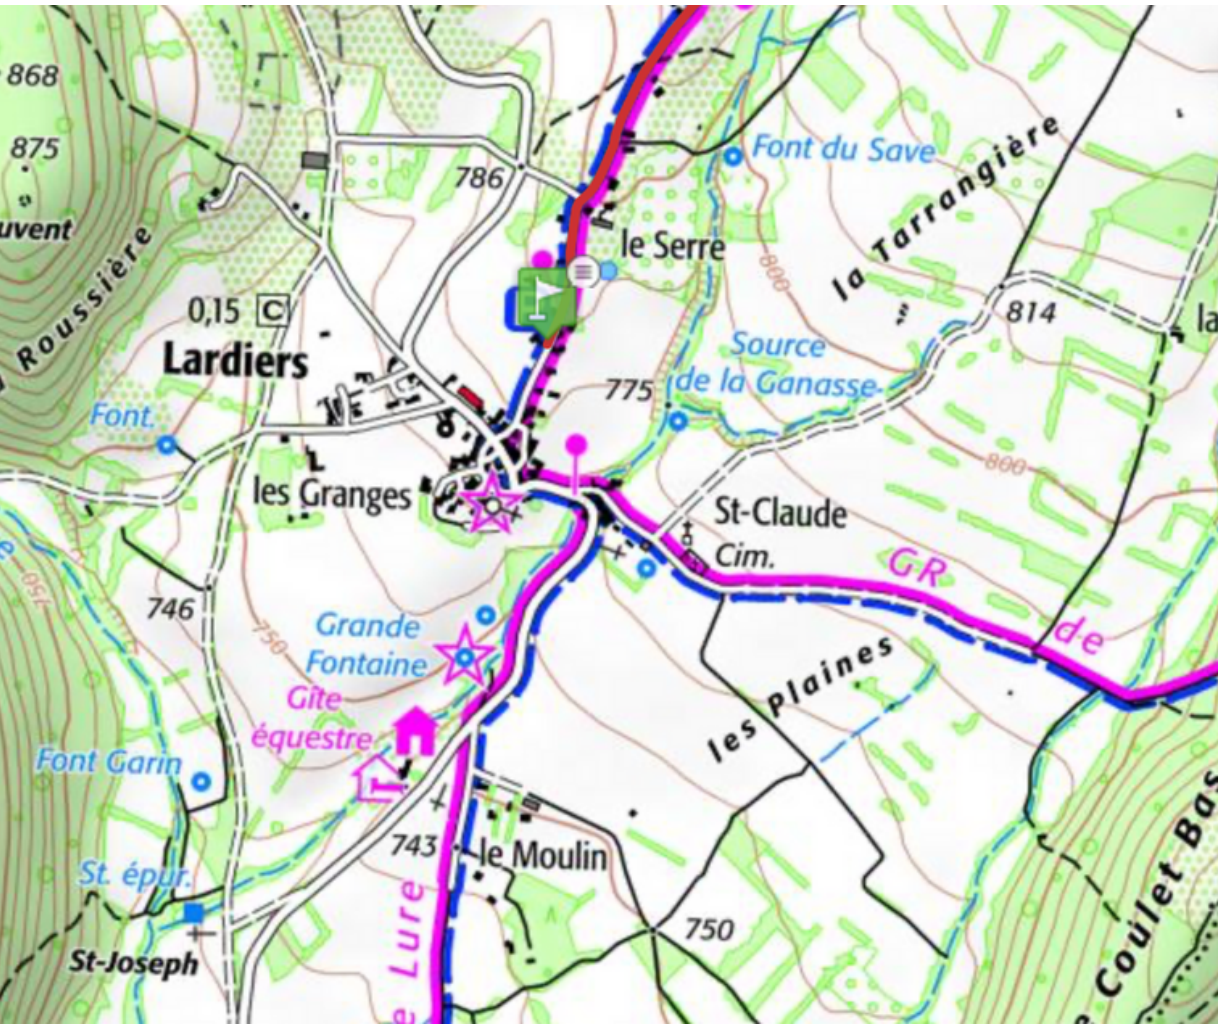 868
875
Font du Save
786
la Tarrangière
uvent
le Serre
Roussière
0,15 C
814
la
Lardiers
Source
de la Ganasse
775
Font.
800
800
les Granges
St-Claude
Cim.
GR
de
750
746
750
Grande
Fontaine
Gîte
équestre
les Plaines
Font Garin
743
le Moulin
St. épur.
Lure
750
Coulet Bas
St-Joseph
e
e